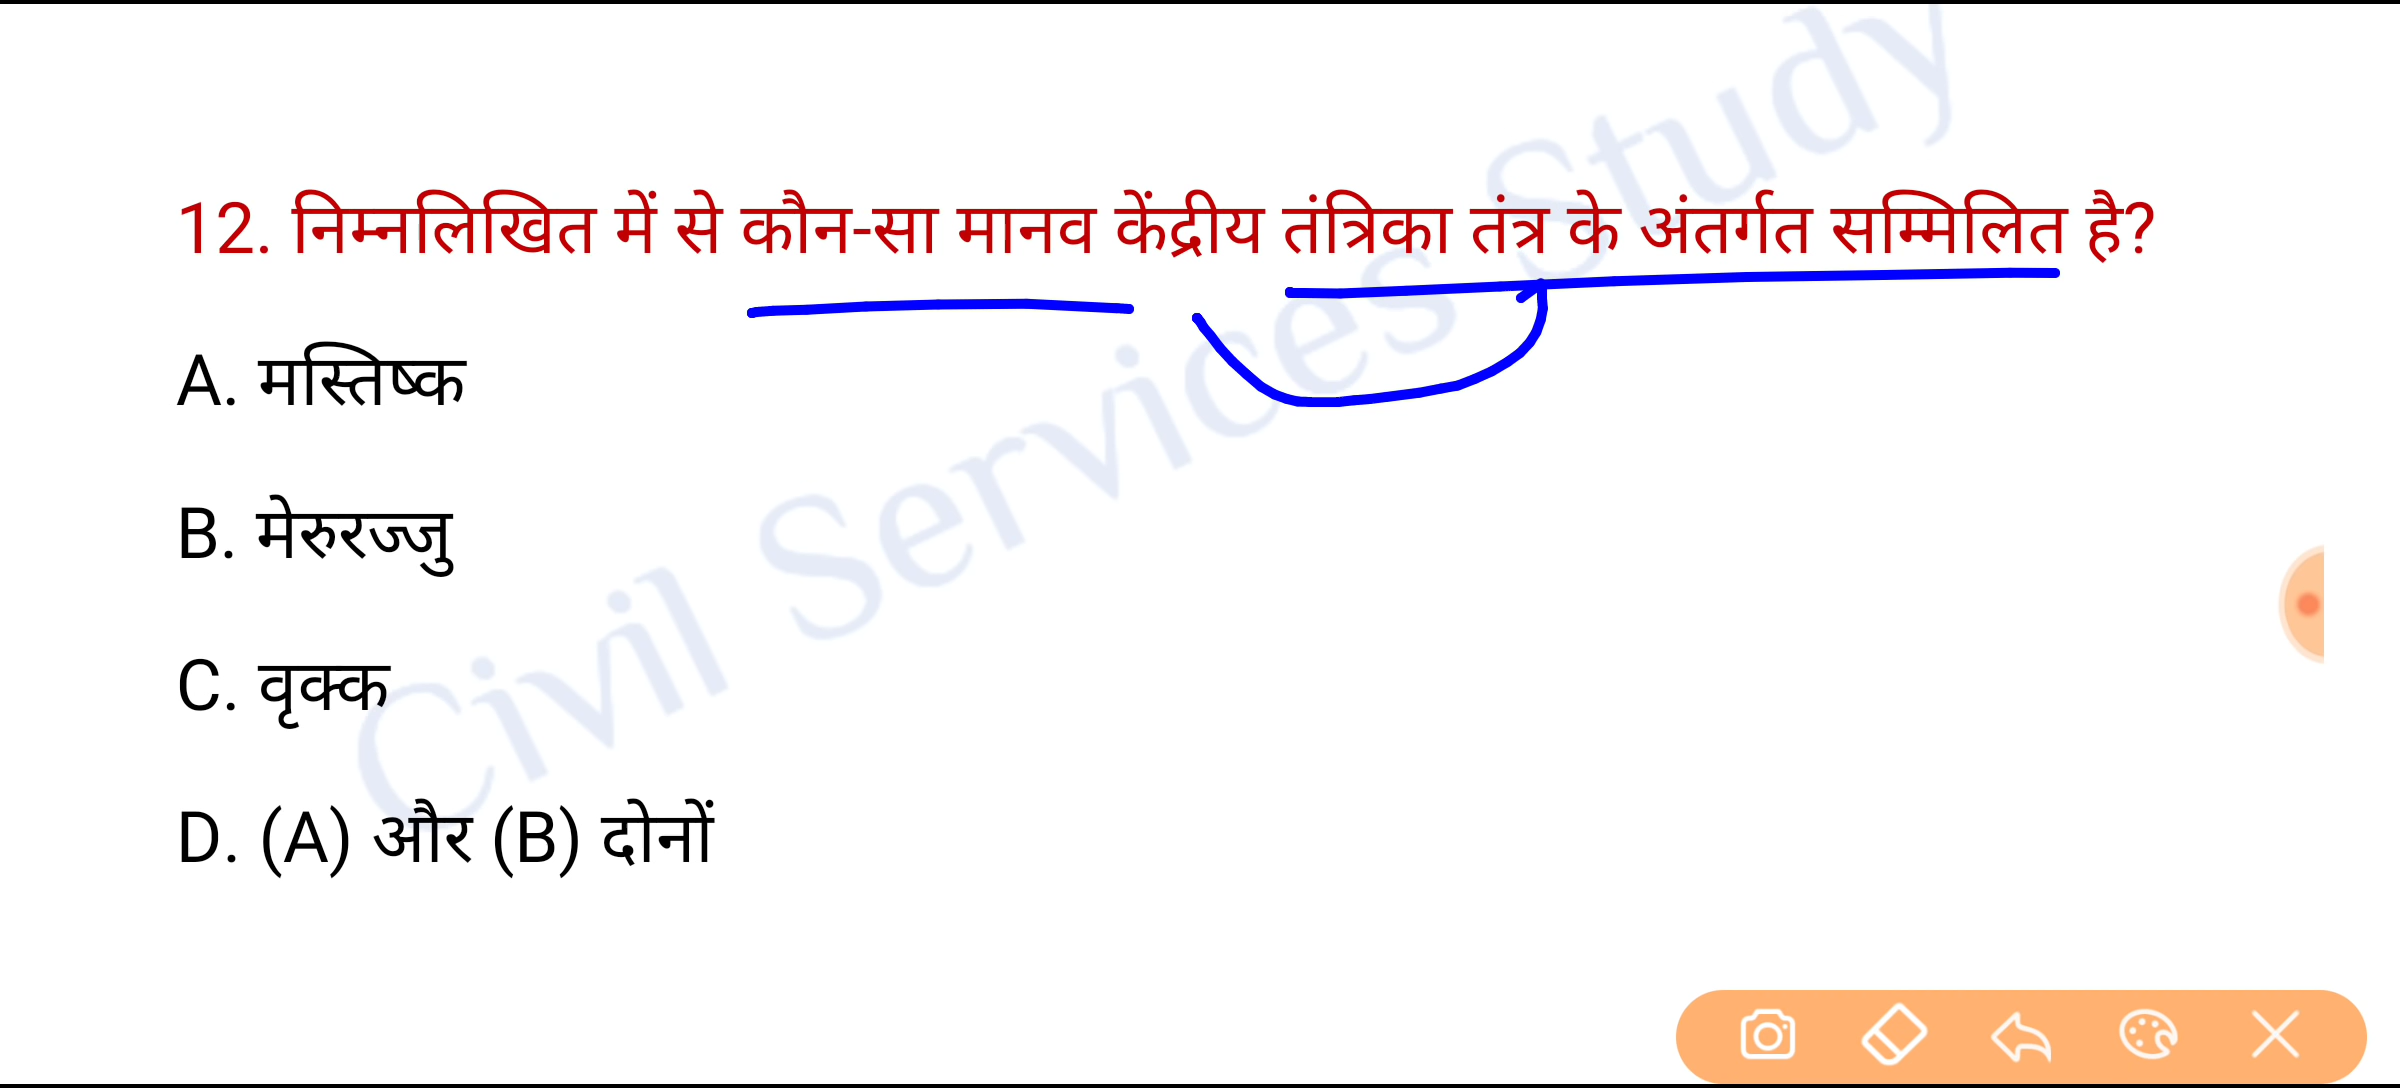 12. निम्नलिखित में से कौन-सा मानव केंद्रीय तंत्रिका तंत्र के अंतर्गत सम्मिलित है?
A. मस्तिष्क
B. मेरुरज्जु
C. वृक्क
D. (A) और (B) दोनों
Civil Services Study